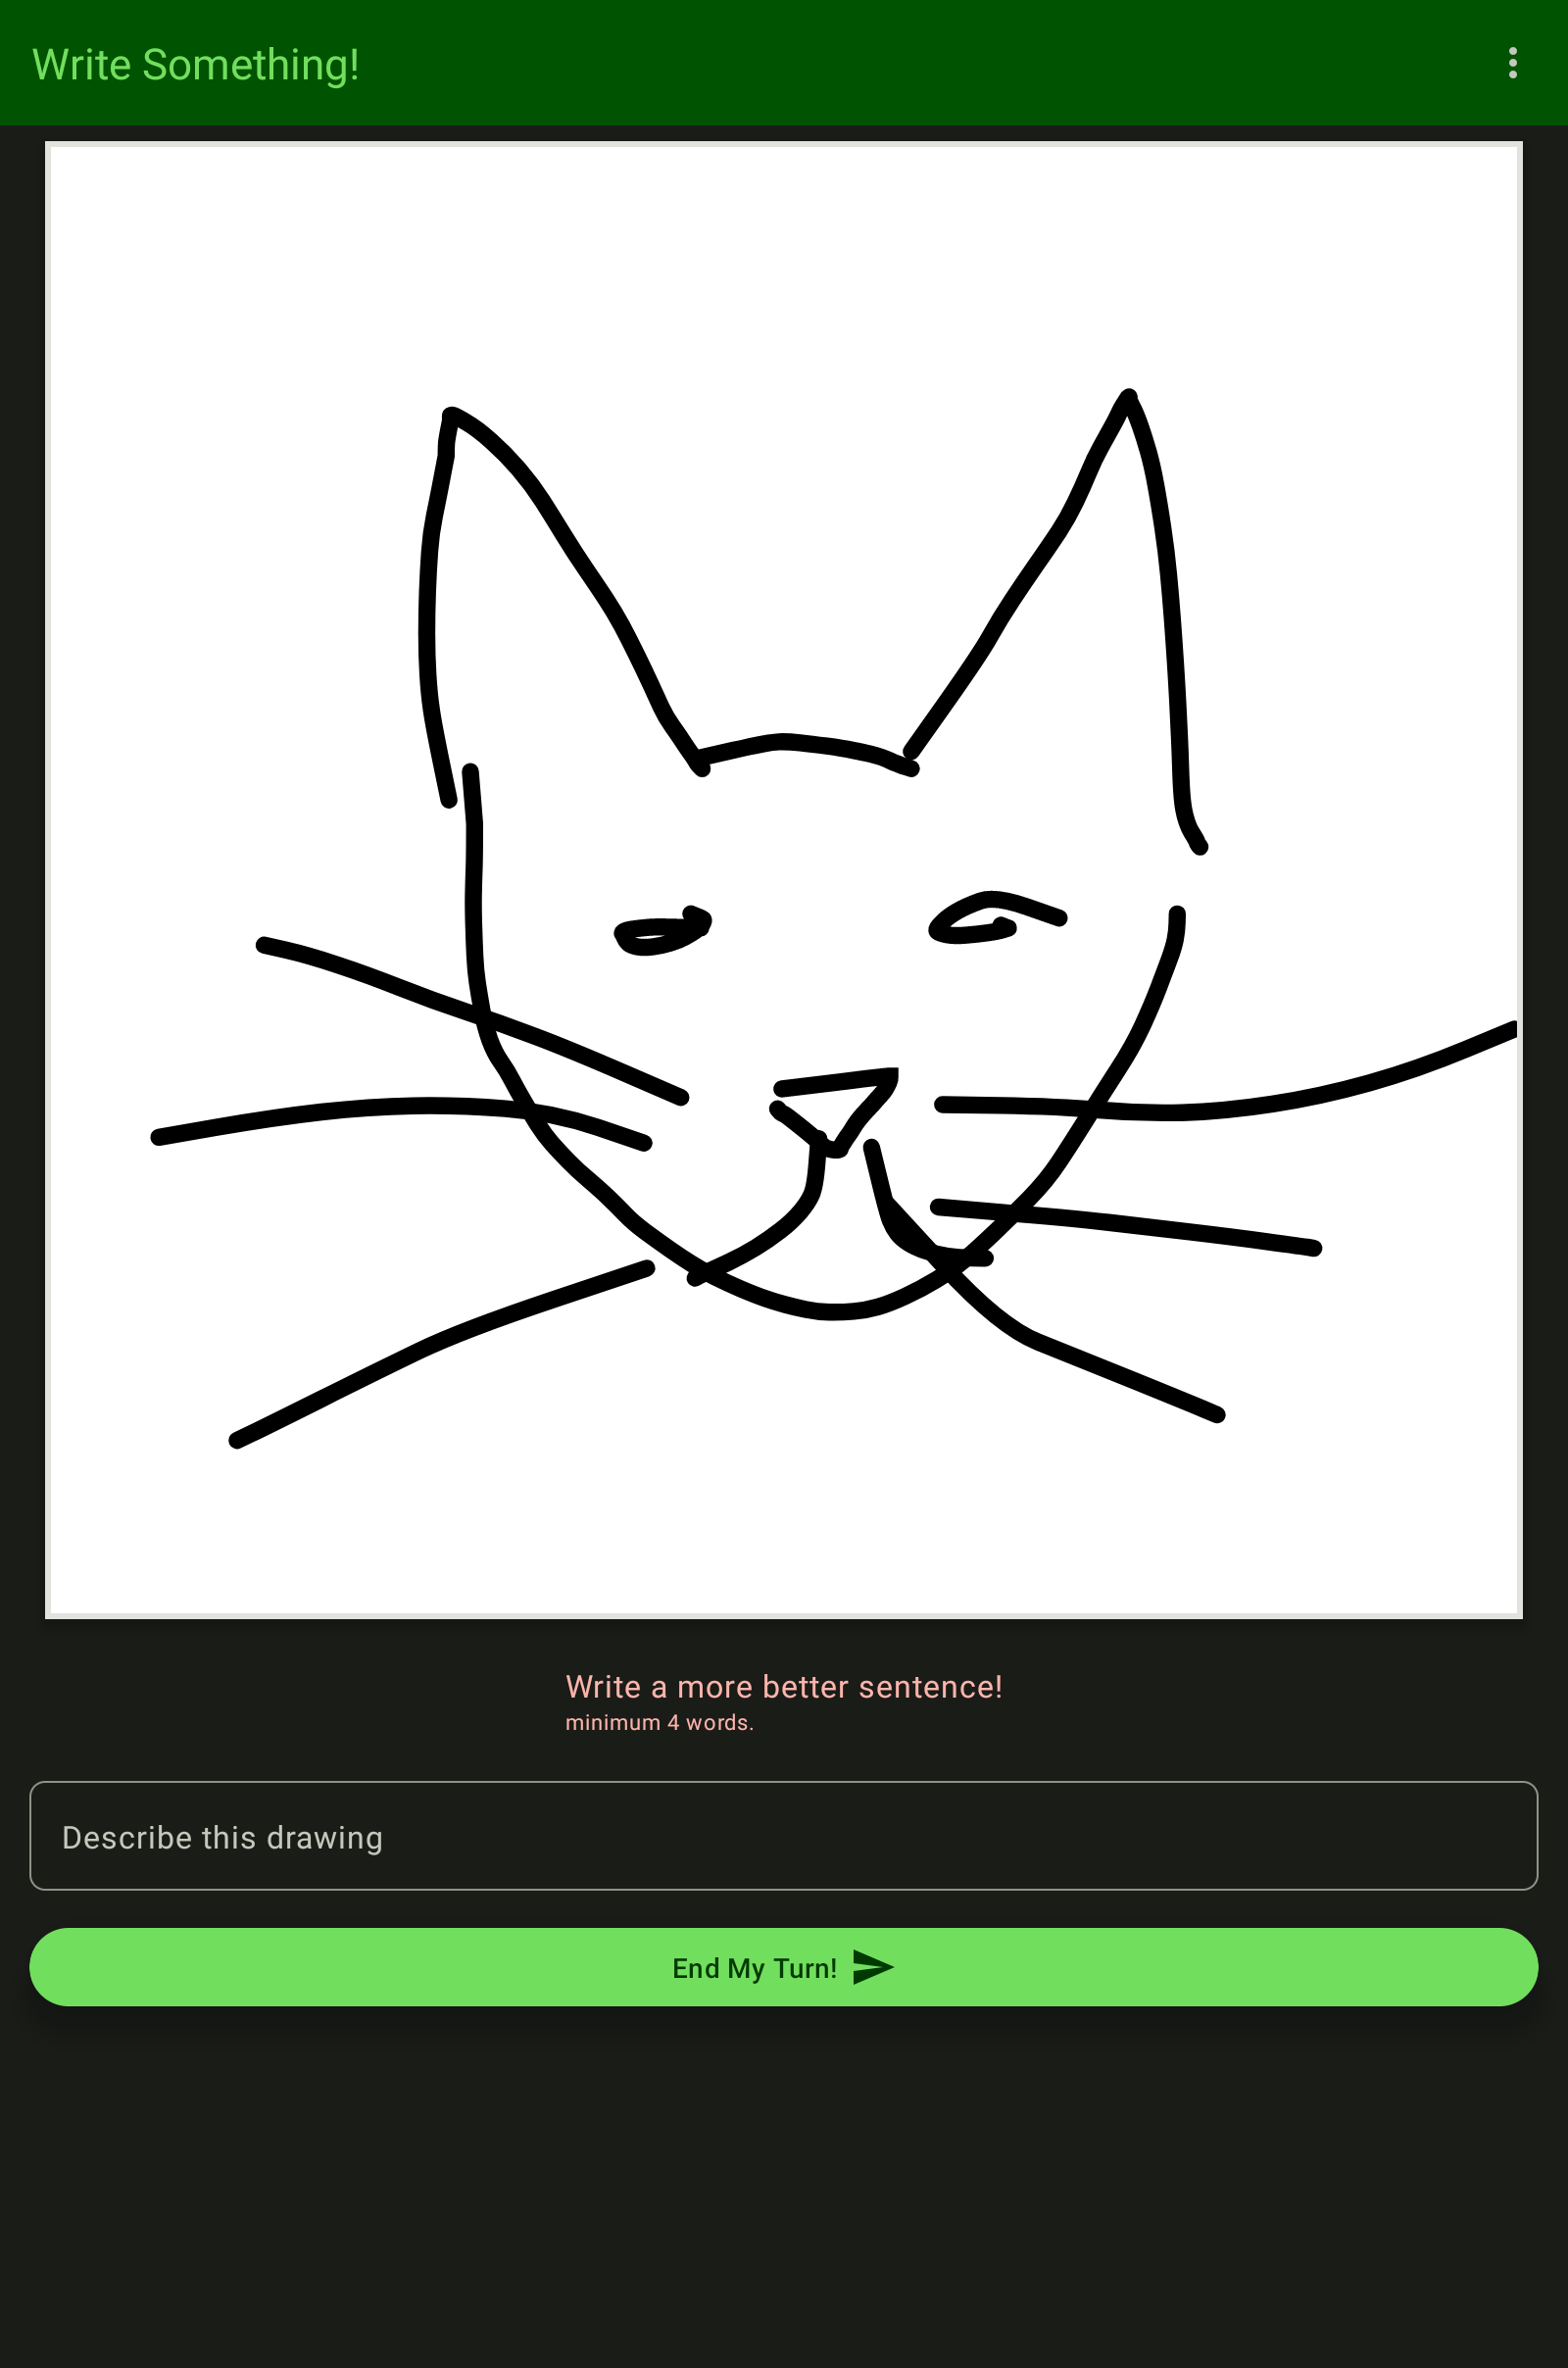 Write Something!
Write a more better sentence!
minimum 4 words.
Describe this drawing
End My Turn!